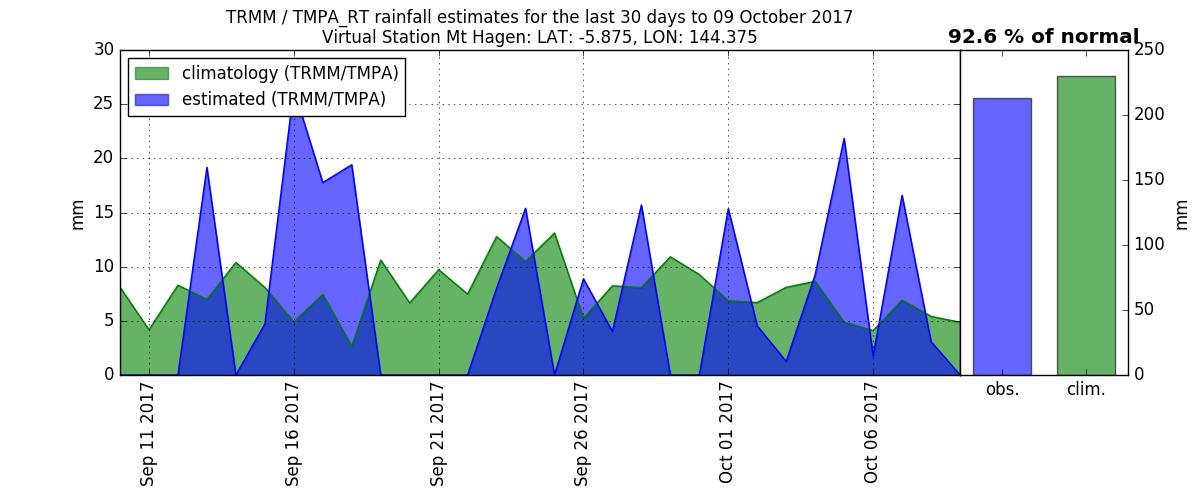 TRMM / TMPA_RT rainfall estimates for the last 30 days to 09 October 2017
Virtual Station Mt Hagen: LAT: -5.875, LON: 144.375
92.6 % of normal
climatology (TRMM/TMPA)
estimated (TRMM/TMPA)
30
25
20
15
10
5
0
mm
250
200
150
100
50
0
mm
Sep 11 2017
Sep 16 2017
Sep 21 2017
Sep 26 2017
Oct 01 2017
Oct 06 2017
obs.
clim.